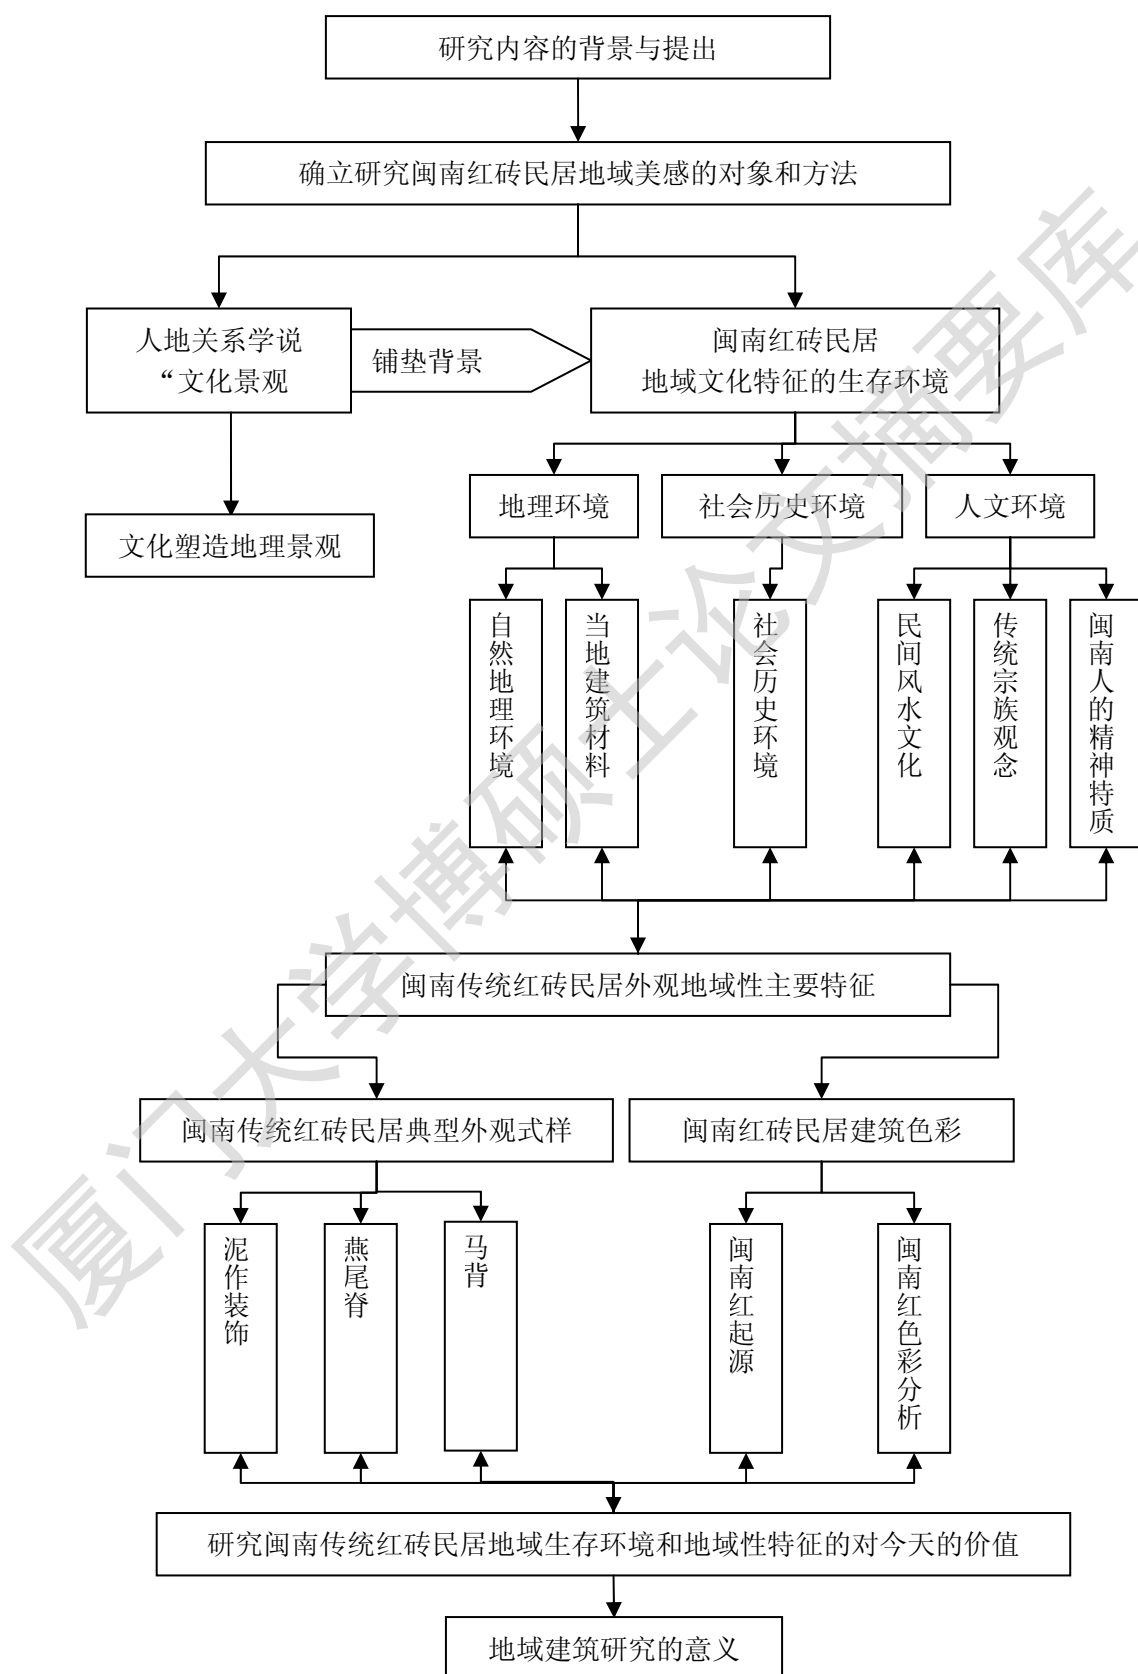 研究内容的背景与提出
确立研究闽南红砖民居地域美感的对象和方法
人地关系学说
“文化景观
铺垫背景
闽南红砖民居
地域文化特征的生存环境
文化塑造地理景观
地理环境
社会历史环境
人文环境
自然地理环境
当地建筑材料
社会历史环境
民间风水文化
传统宗族观念
闽南人的精神特质
闽南传统红砖民居外观地域性主要特征
闽南传统红砖民居典型外观式样
闽南红砖民居建筑色彩
泥作装饰
燕尾脊
马背
闽南红起源
闽南红色彩分析
研究闽南传统红砖民居地域生存环境和地域性特征的对今天的价值
地域建筑研究的意义
厦门大学博硕士论文摘要库